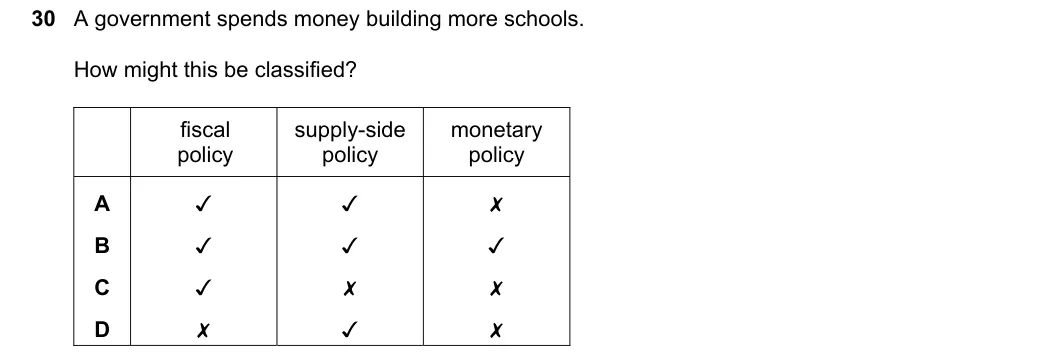 30 A government spends money building more schools.
How might this be classified?
fiscal policy supply-side policy monetary policy
A ✓ ✓ ✗
B ✓ ✓ ✓
C ✓ ✗ ✗
D ✗ ✓ ✗